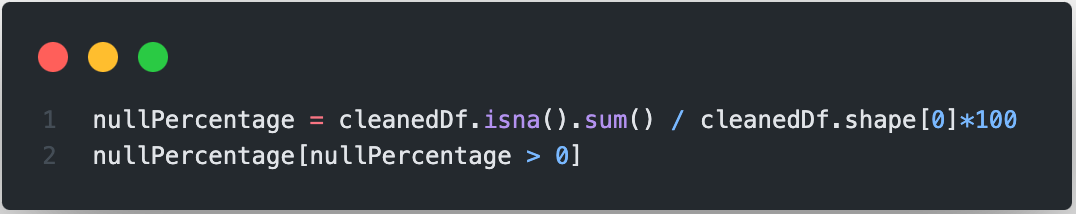 1 nullPercentage = cleanedDf.isna().sum() / cleanedDf.shape[0]*100
2 nullPercentage[nullPercentage > 0]